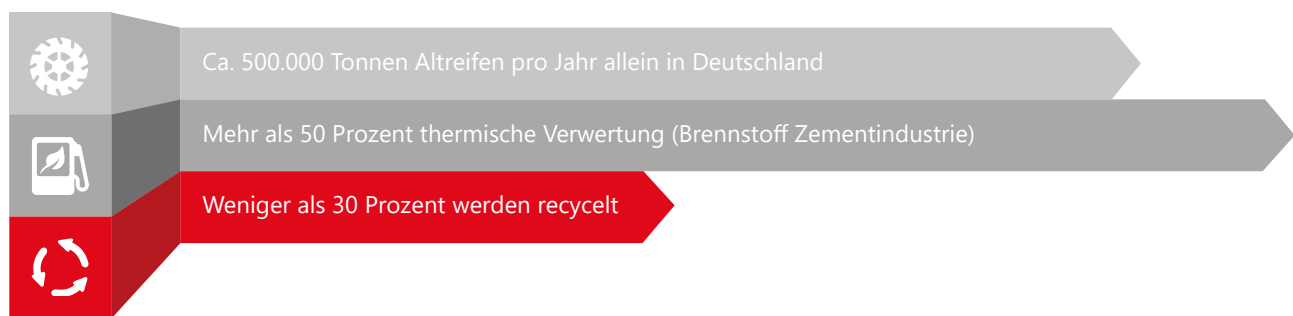 Ca. 500.000 Tonnen Altreifen pro Jahr allein in Deutschland
Mehr als 50 Prozent thermische Verwertung (Brennstoff Zementindustrie)
Weniger als 30 Prozent werden recycelt